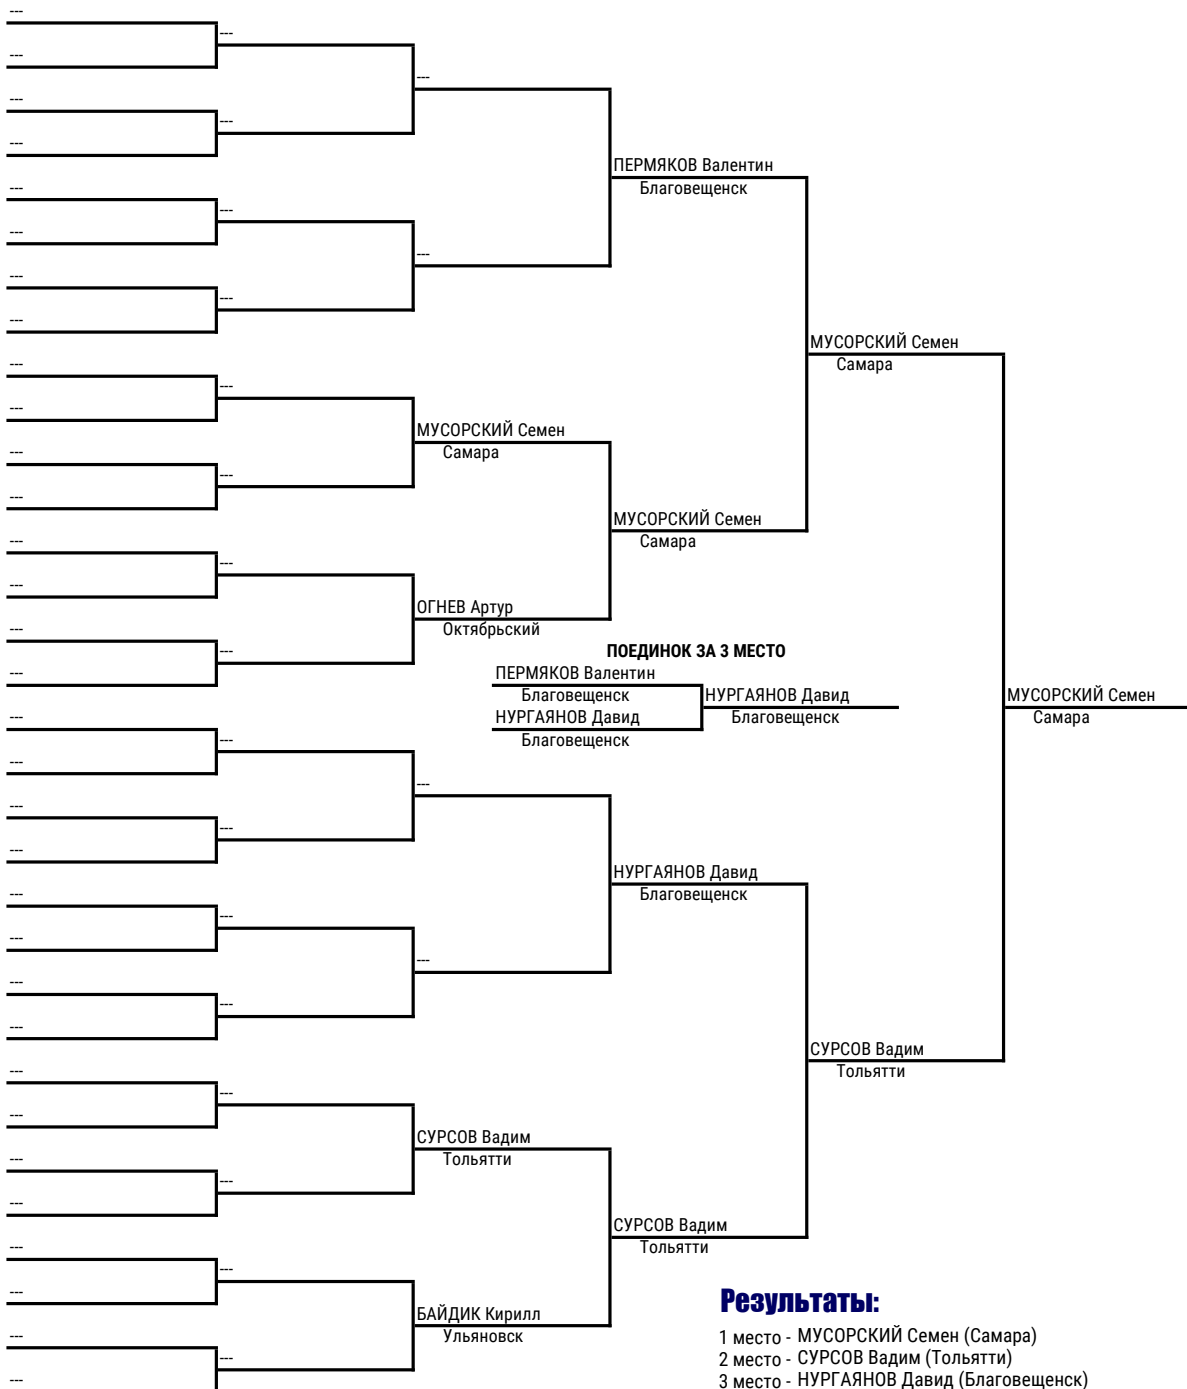 ---
---
---
---
---
---
---
ПЕРМЯКОВ Валентин
---
Благовещенск
---
---
---
---
---
---
---
МУСОРСКИЙ Семен
---
Самара
---
---
МУСОРСКИЙ Семен
---
Самара
---
---
МУСОРСКИЙ Семен
---
Самара
---
---
ОГНЕВ Артур
---
Октябрьский
ПОЕДИНОК ЗА 3 МЕСТО
---
---
ПЕРМЯКОВ Валентин
Благовещенск
НУРГАЯНОВ Давид
МУСОРСКИЙ Семен
---
НУРГАЯНОВ Давид
Благовещенск
Самара
---
Благовещенск
---
---
---
---
---
НУРГАЯНОВ Давид
---
Благовещенск
---
---
---
---
---
---
СУРСОВ Вадим
---
Тольятти
---
---
СУРСОВ Вадим
---
Тольятти
---
---
СУРСОВ Вадим
---
Тольятти
---
---
Результаты:
БАЙДИК Кирилл
---
Ульяновск
1 место - МУСОРСКИЙ Семен (Самара)
---
2 место - СУРСОВ Вадим (Тольятти)
---
3 место - НУРГАЯНОВ Давид (Благовещенск)